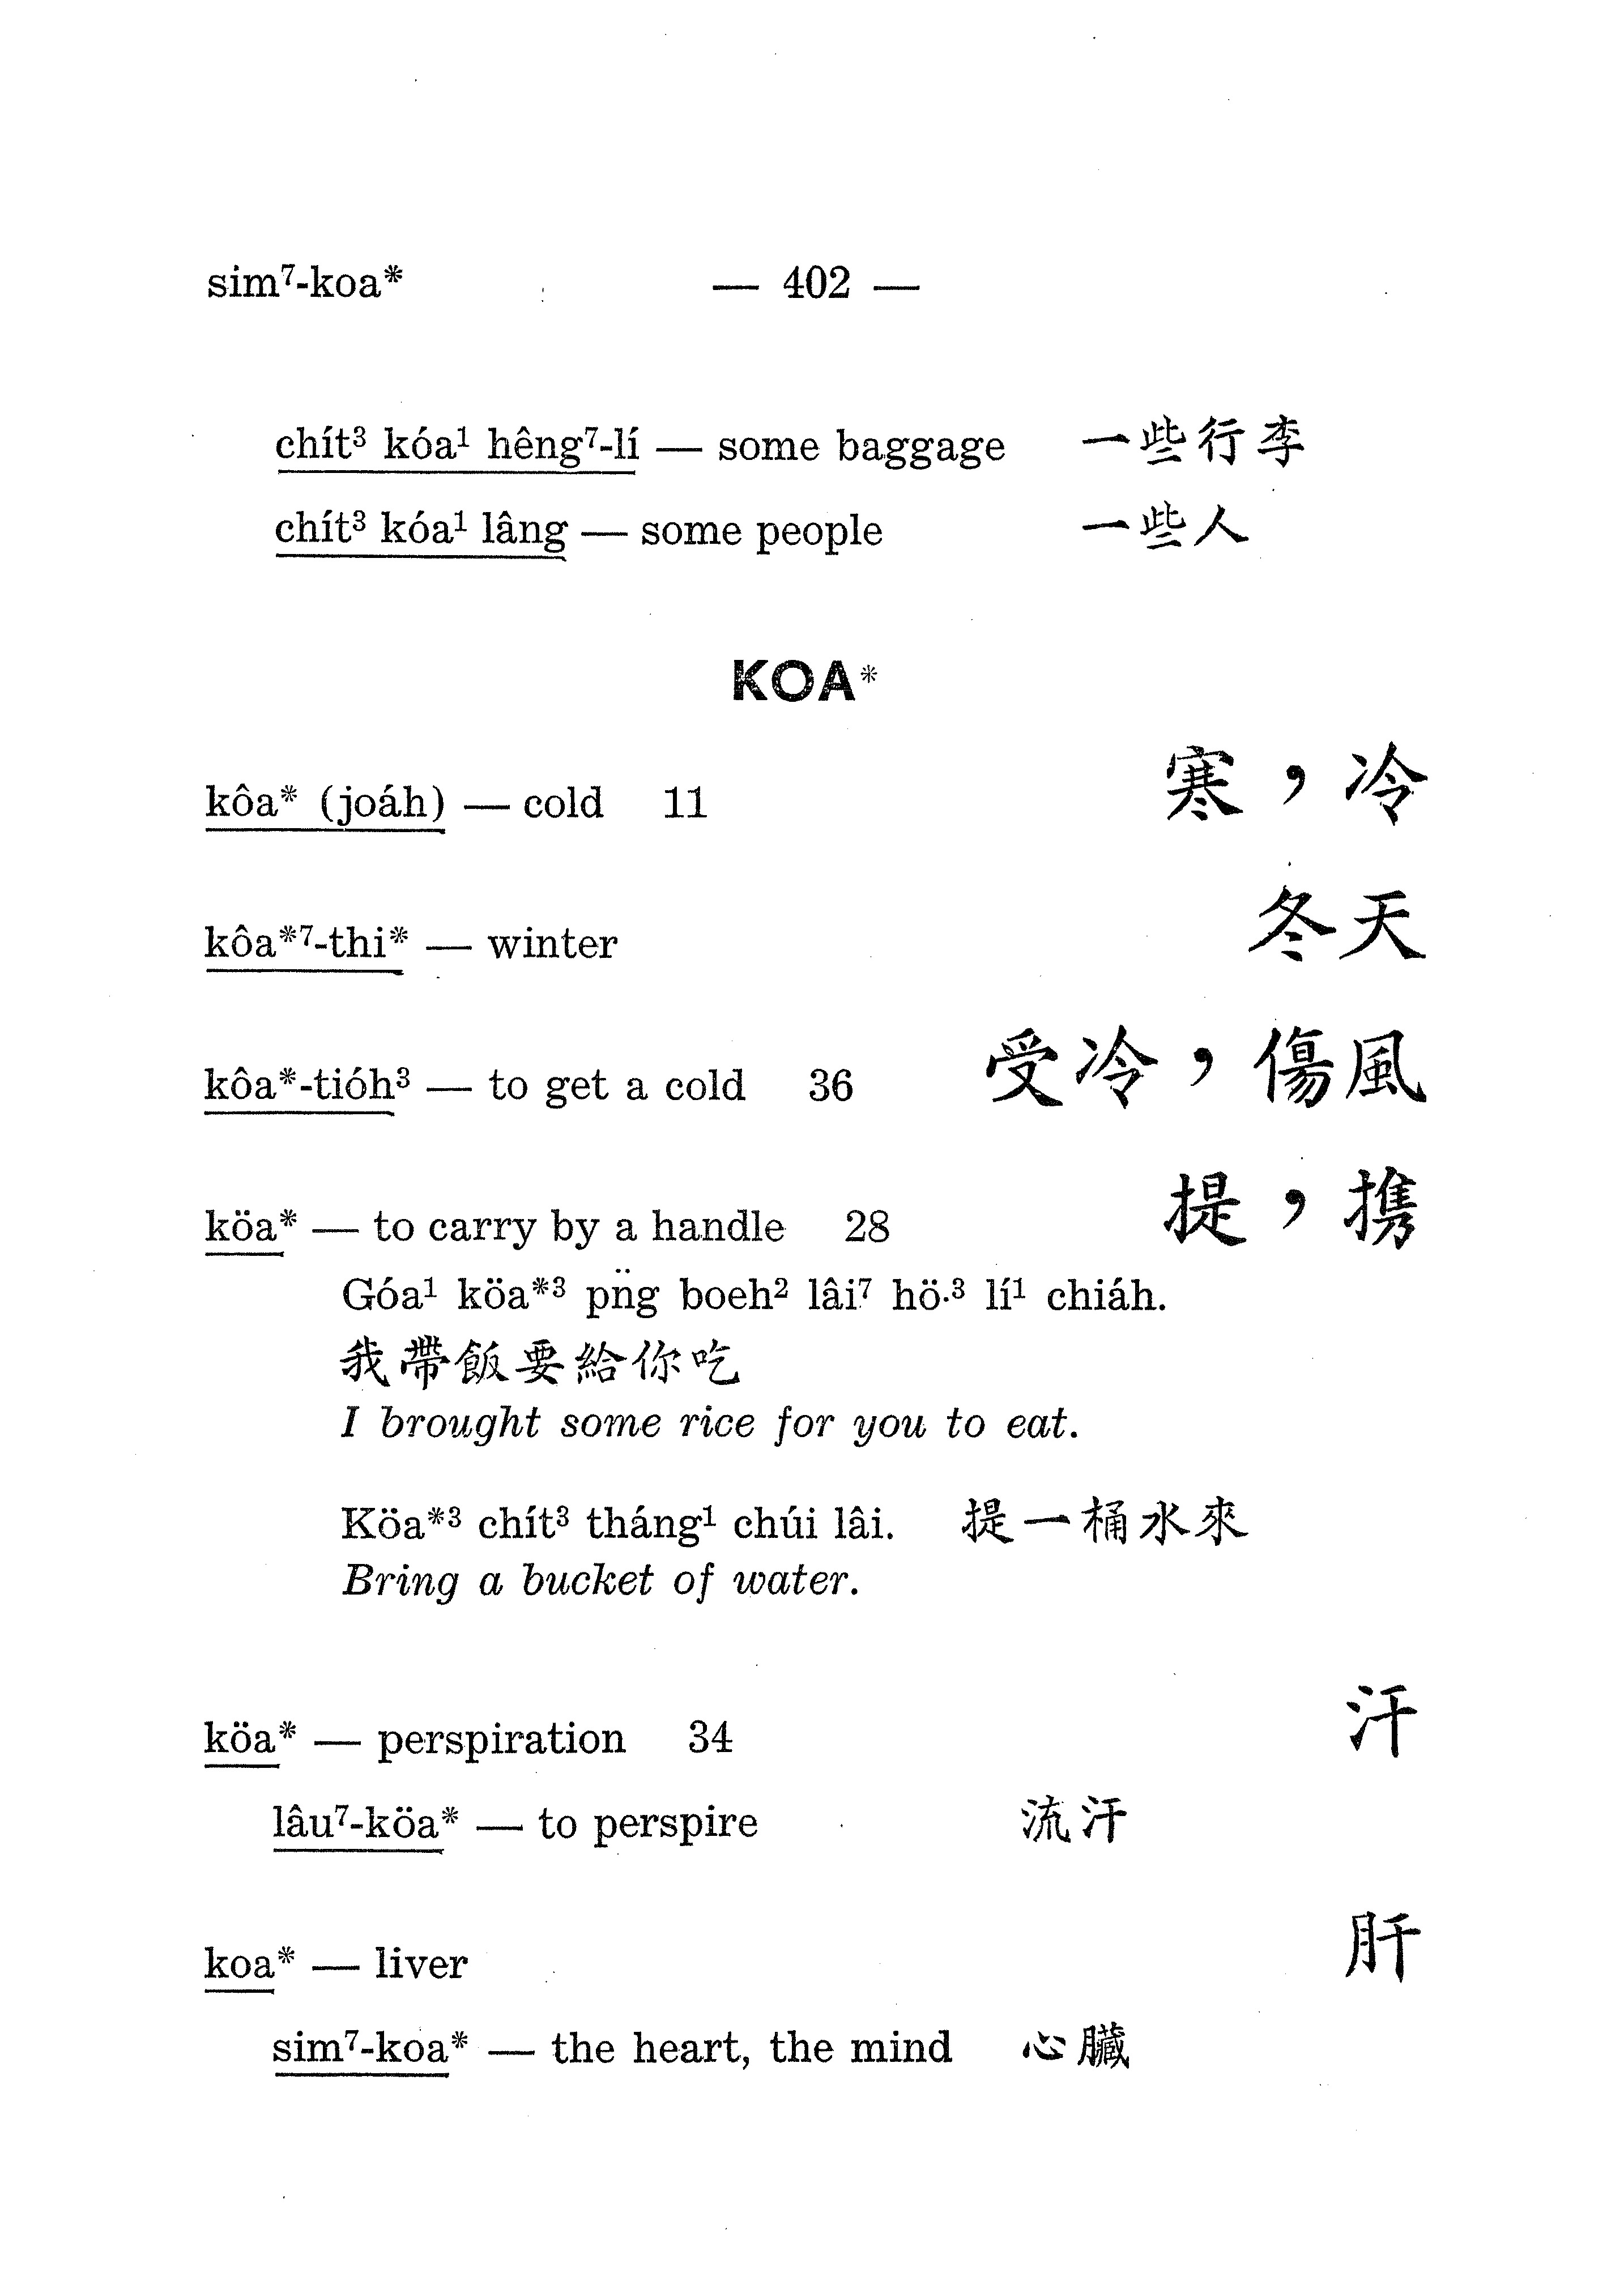 sim⁷-koa* — 402 —
chít³ kóa¹ hêng⁷-lí — some baggage 一些行李
chít³ kóa¹ lâng — some people 一些人
KOA*
kôa* (joáh) — cold 11 寒，冷
kôa*⁷-thi* — winter 冬天
kôa*-tióh³ — to get a cold 36 受冷，傷風
köa* — to carry by a handle 28 提，携
Góa¹ köa*³ pn̈g boeh² lâi⁷ hö·³ lí¹ chiáh.
我帶飯要給你吃
I brought some rice for you to eat.
Köa*³ chít³ tháng¹ chúi lâi. 提一桶水來
Bring a bucket of water.
köa* — perspiration 34 汗
lâu⁷-köa* — to perspire 流汗
koa* — liver 肝
sim⁷-koa* — the heart, the mind 心臟